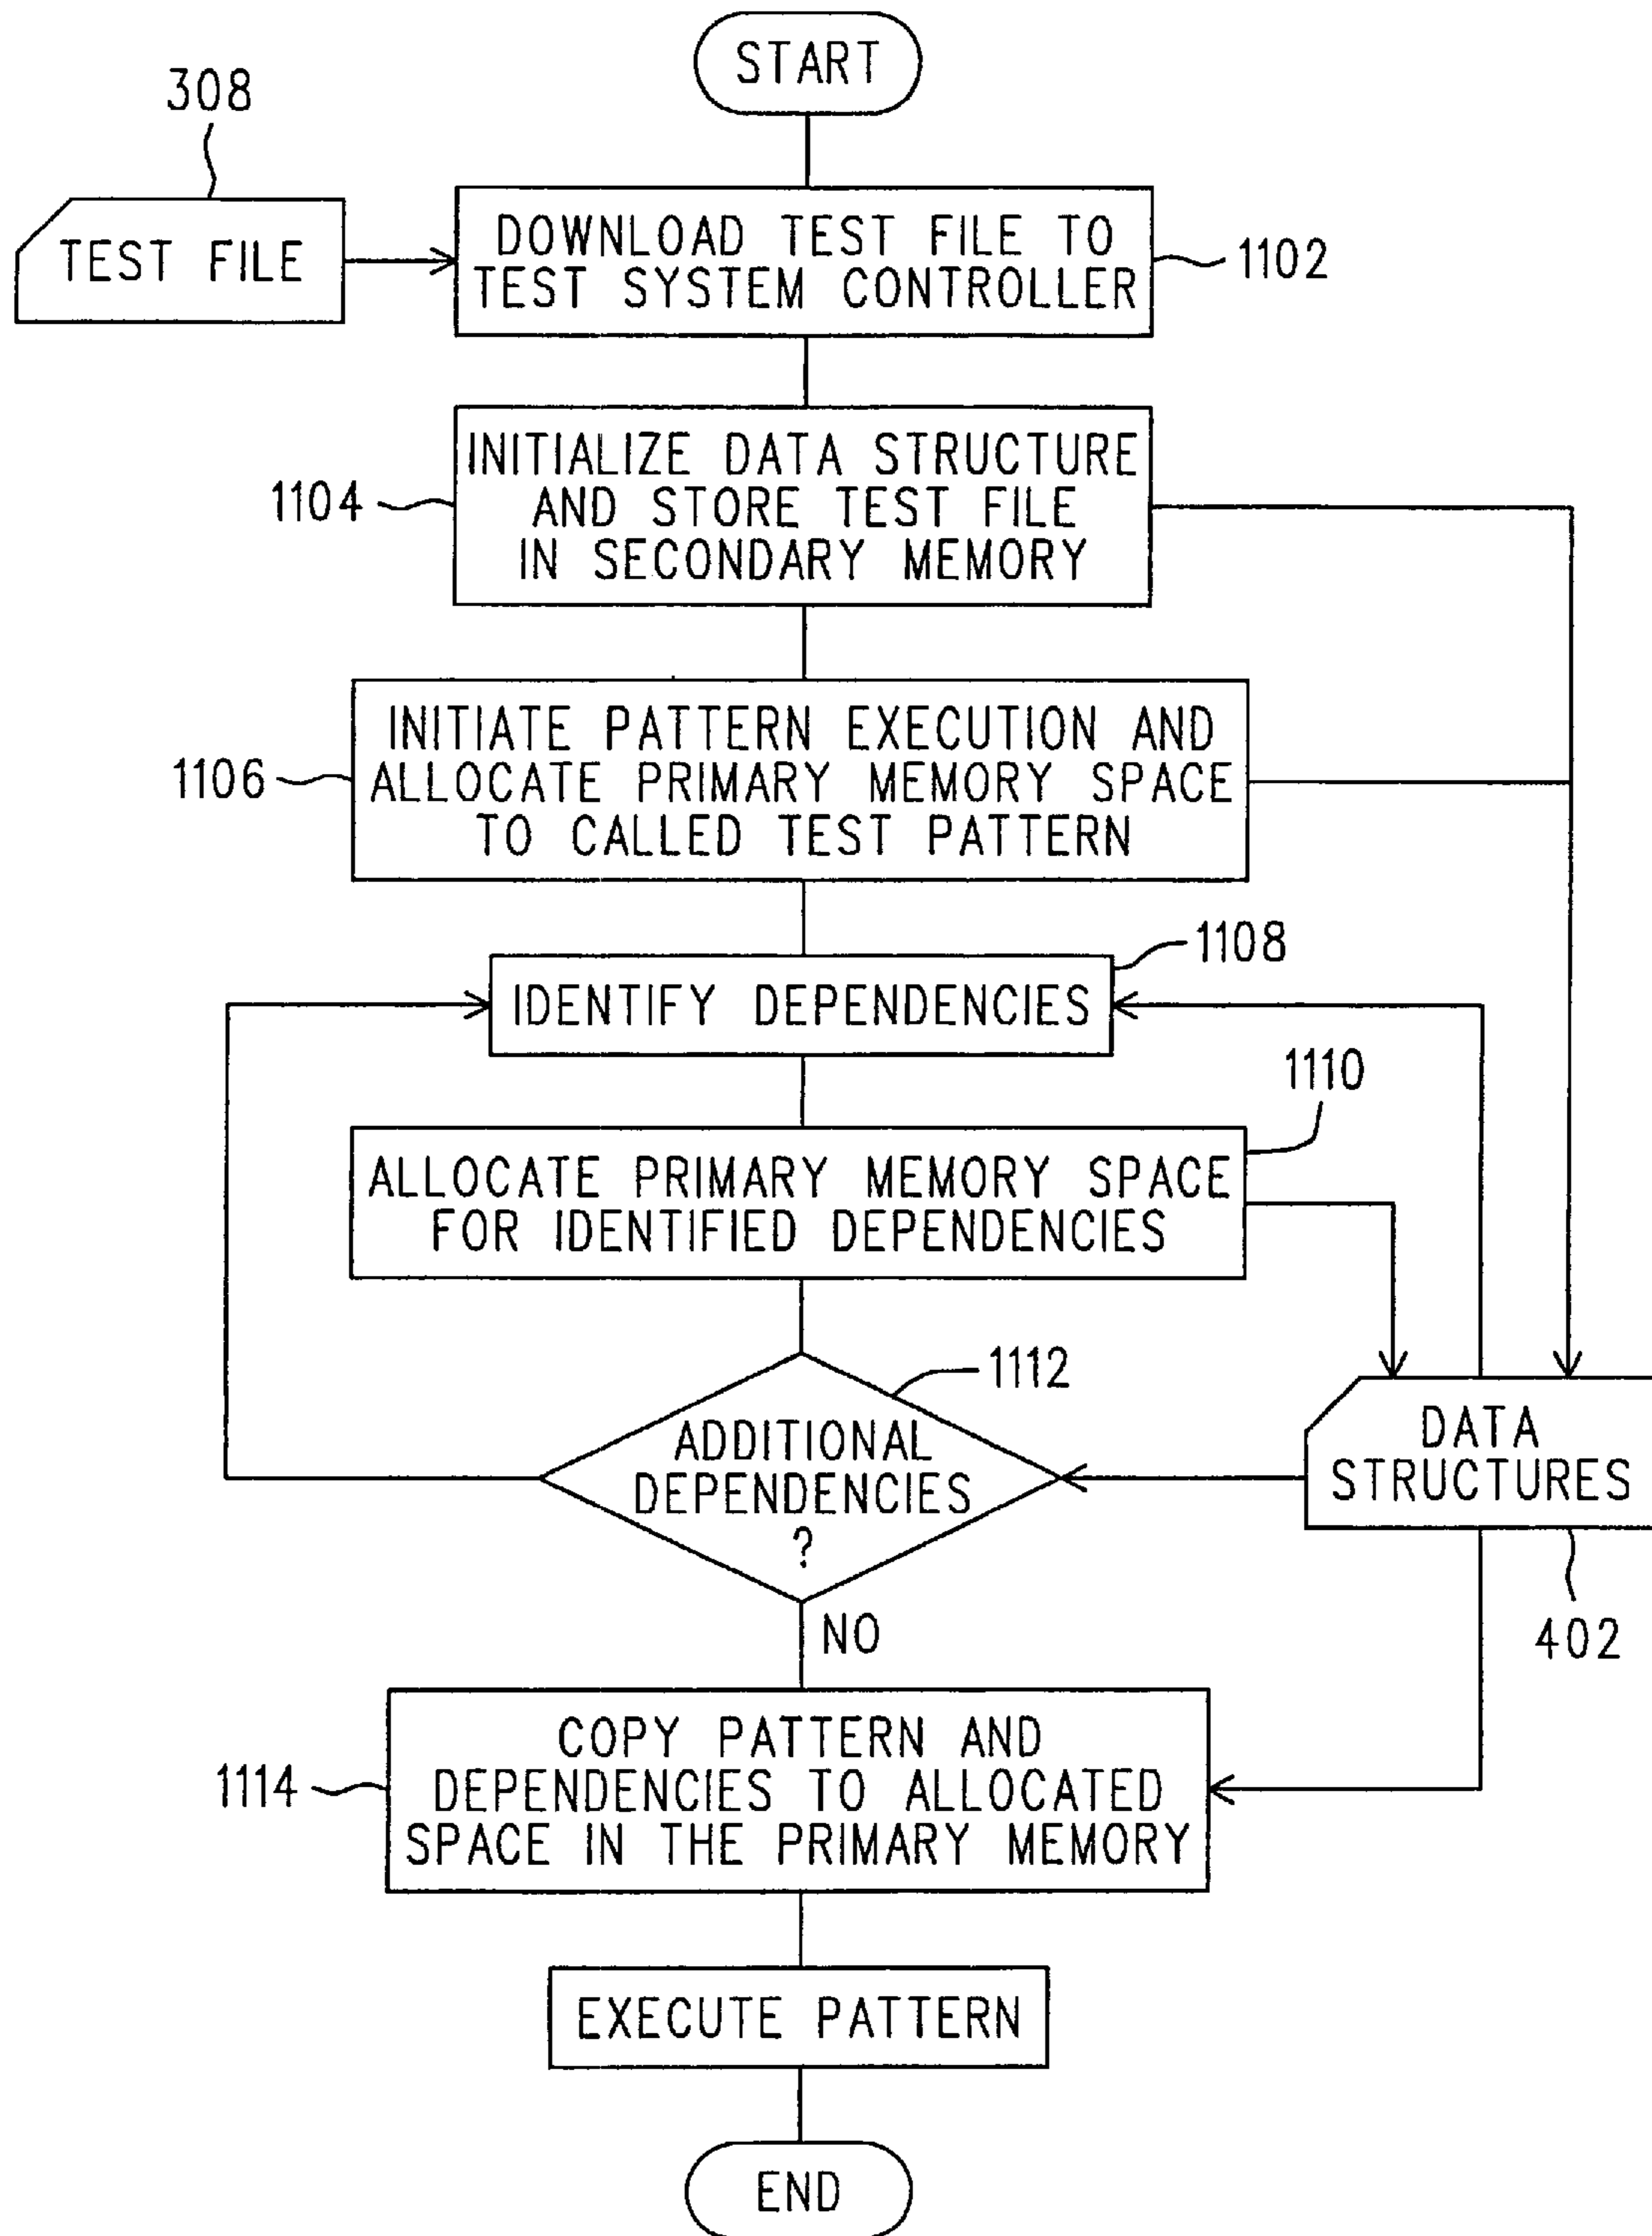 START
308
TEST FILE
DOWNLOAD TEST FILE TO
TEST SYSTEM CONTROLLER
1102
INITIALIZE DATA STRUCTURE
AND STORE TEST FILE
IN SECONDARY MEMORY
1104
INITIATE PATTERN EXECUTION AND
ALLOCATE PRIMARY MEMORY SPACE
TO CALLED TEST PATTERN
1106
1108
IDENTIFY DEPENDENCIES
1110
ALLOCATE PRIMARY MEMORY SPACE
FOR IDENTIFIED DEPENDENCIES
1112
ADDITIONAL
DEPENDENCIES
?
DATA
STRUCTURES
402
NO
COPY PATTERN AND
DEPENDENCIES TO ALLOCATED
SPACE IN THE PRIMARY MEMORY
1114
EXECUTE PATTERN
END